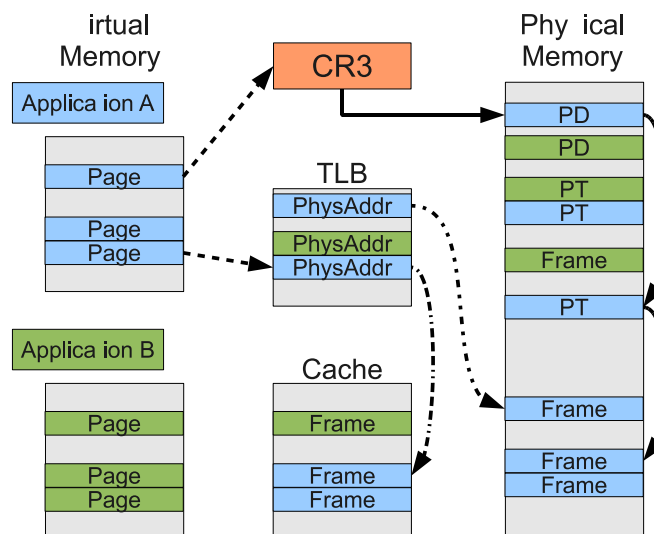 irtual
Memory
Applica ion A
Page
Page
Page
Applica ion B
Page
Page
Page
CR3
TLB
PhysAddr
PhysAddr
PhysAddr
Cache
Frame
Frame
Frame
Phy ical
Memory
PD
PD
PT
PT
Frame
PT
Frame
Frame
Frame